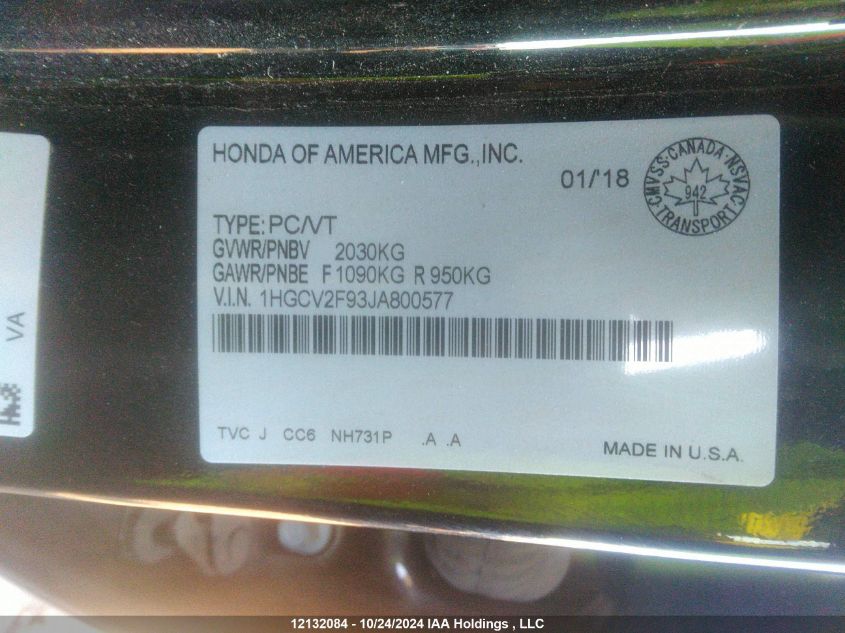 HONDA OF AMERICA MFG.,INC.
01/'18
CMVSS·CANADA·NSVAC
942
TRANSPORT
TYPE: PC/VT
GVWR/PNBV 2030KG
GAWR/PNBE F 1090KG R 950KG
V.I.N. 1HGCV2F93JA800577
TVC J CC6 NH731P .A .A
MADE IN U.S.A.
VA
12132084 - 10/24/2024 IAA Holdings , LLC